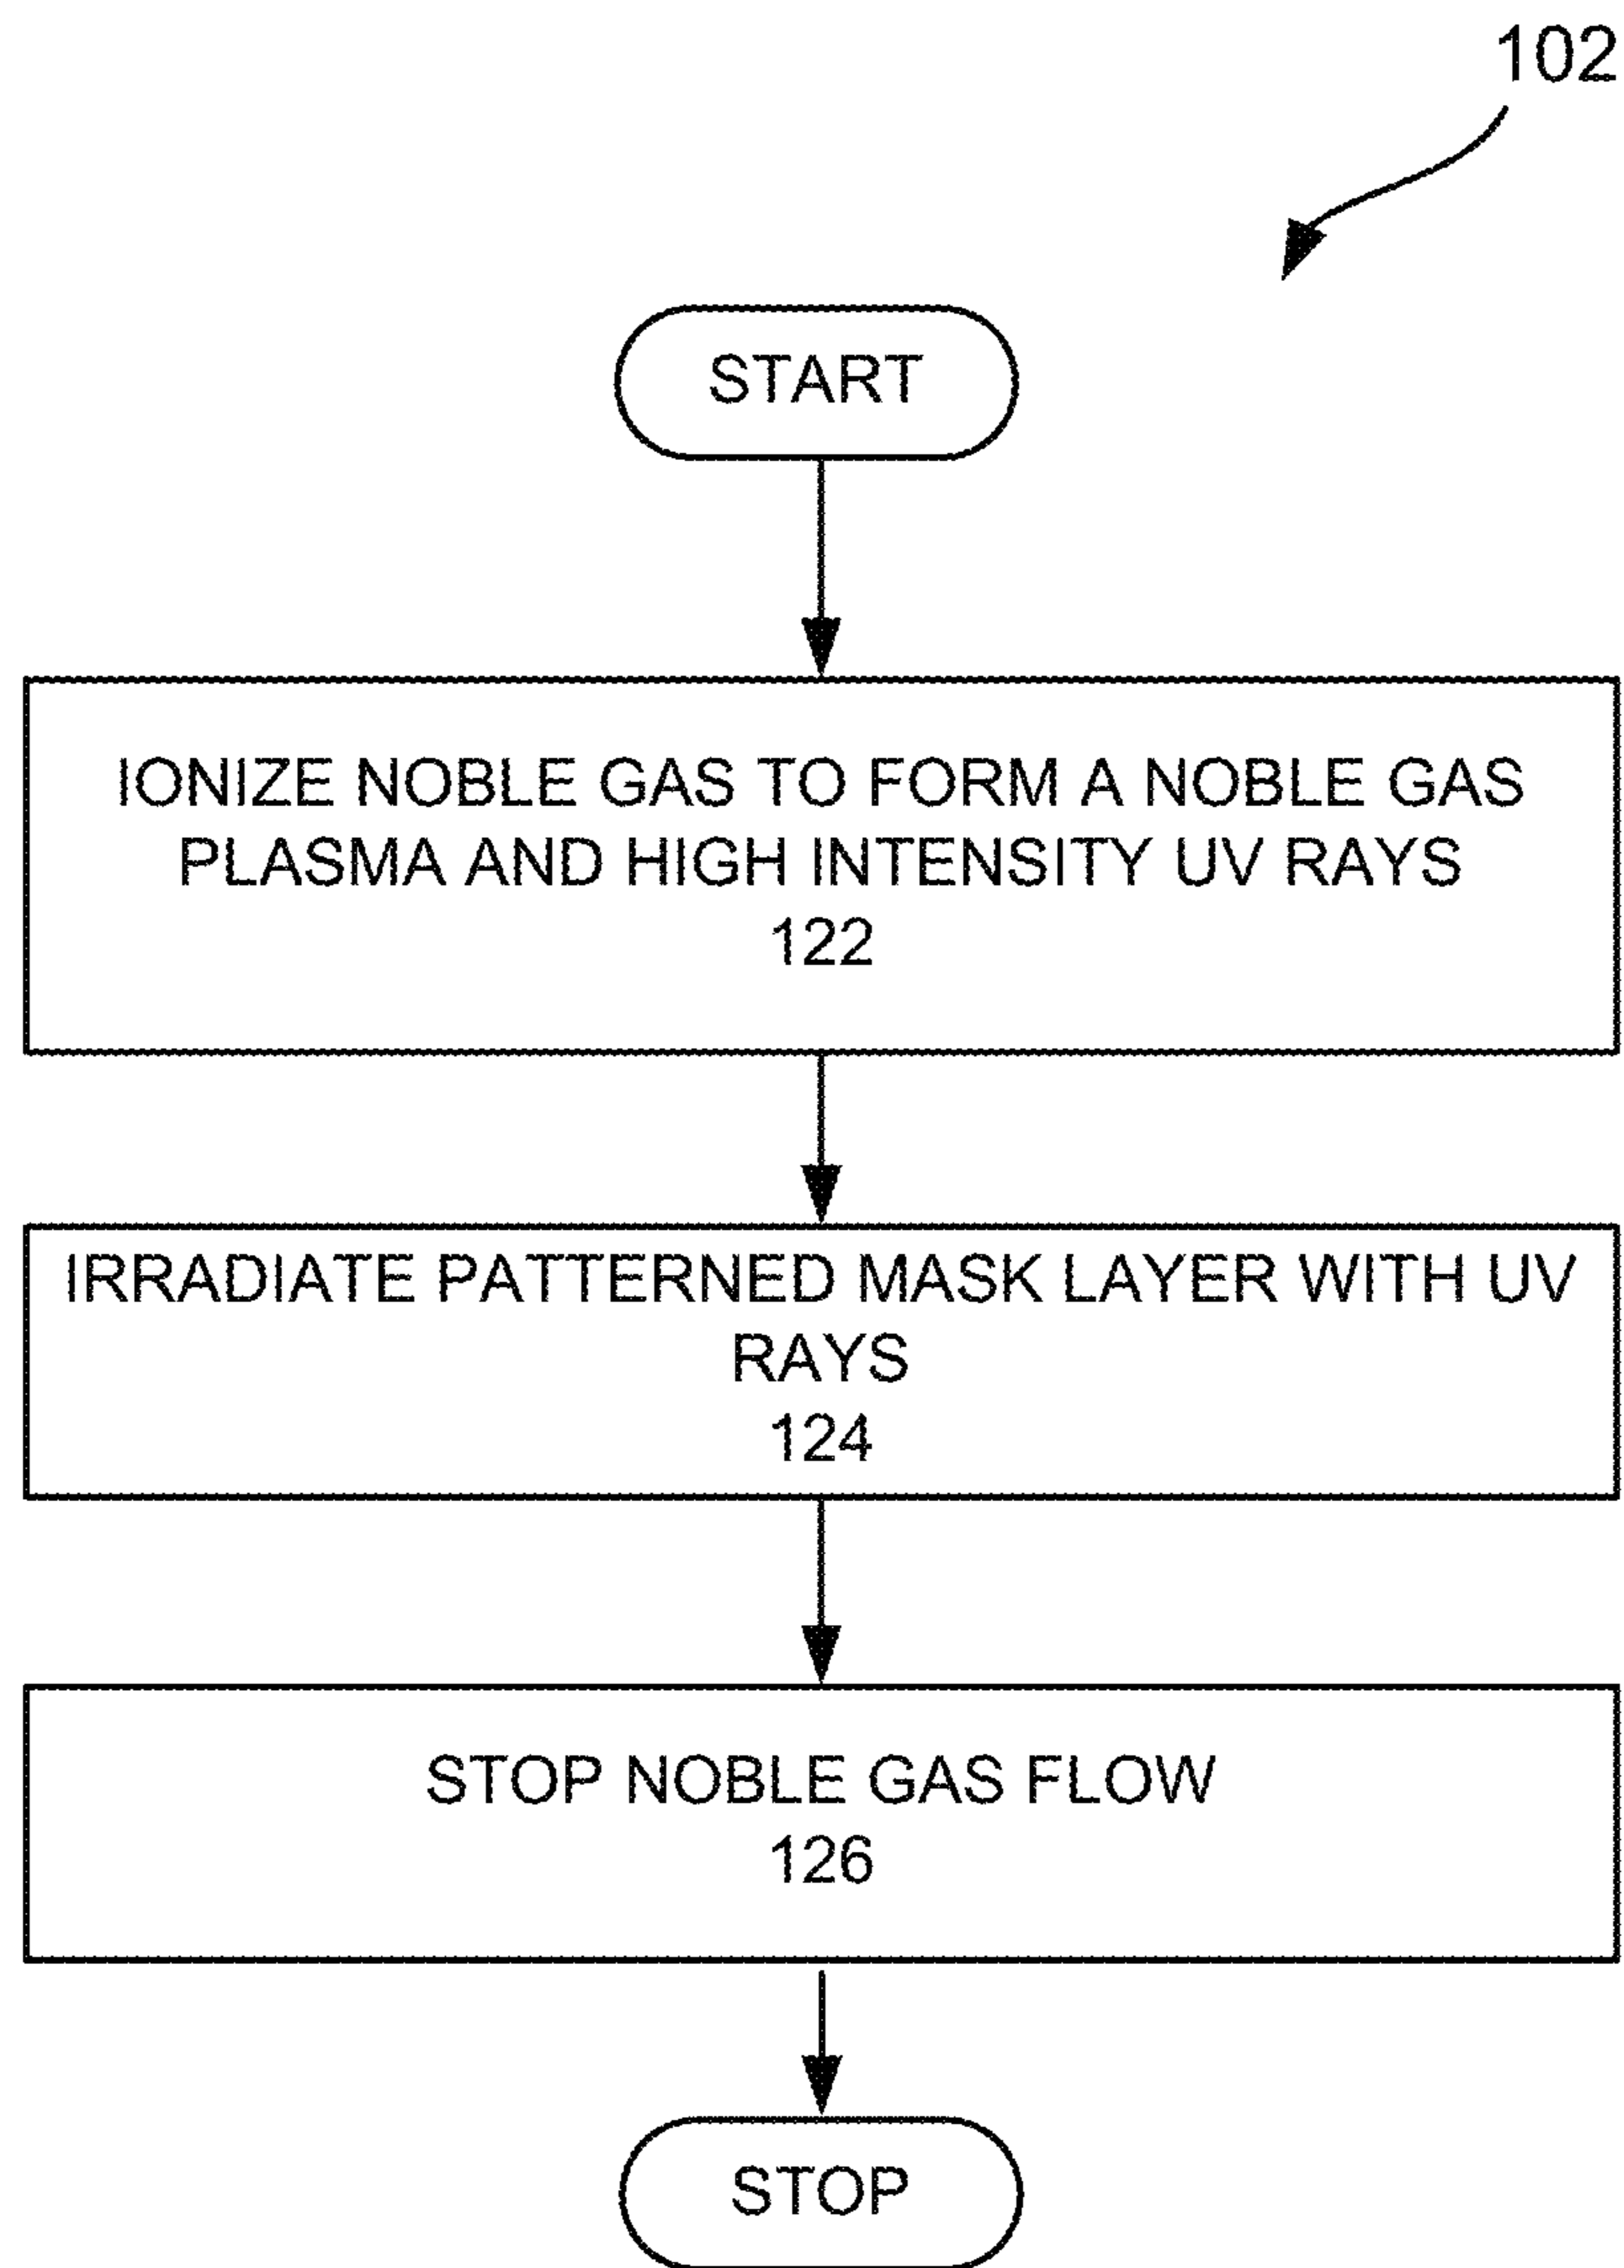 102
START
IONIZE NOBLE GAS TO FORM A NOBLE GAS
PLASMA AND HIGH INTENSITY UV RAYS
122
IRRADIATE PATTERNED MASK LAYER WITH UV
RAYS
124
STOP NOBLE GAS FLOW
126
STOP